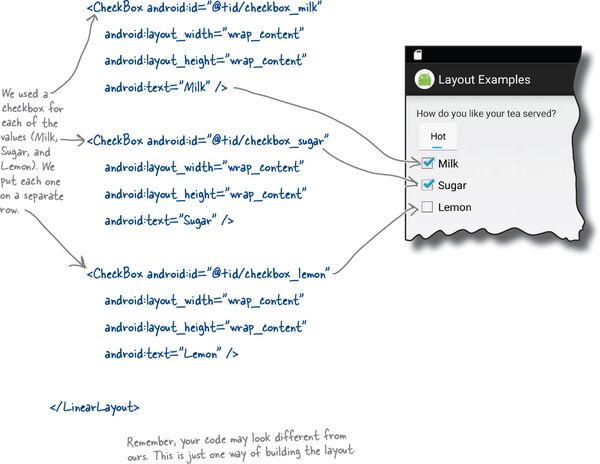 <CheckBox android:id="@+id/checkbox_milk"
android:layout_width="wrap_content"
android:layout_height="wrap_content"
android:text="Milk" />
We used a
checkbox for
each of the
values (Milk,
Sugar, and
Lemon). We
put each one
on a separate
row.
<CheckBox android:id="@+id/checkbox_sugar"
android:layout_width="wrap_content"
android:layout_height="wrap_content"
android:text="Sugar" />
<CheckBox android:id="@+id/checkbox_lemon"
android:layout_width="wrap_content"
android:layout_height="wrap_content"
android:text="Lemon" />
</LinearLayout>
Remember, your code may look different from
ours. This is just one way of building the layout.
Layout Examples
How do you like your tea served?
Hot
Milk
Sugar
Lemon